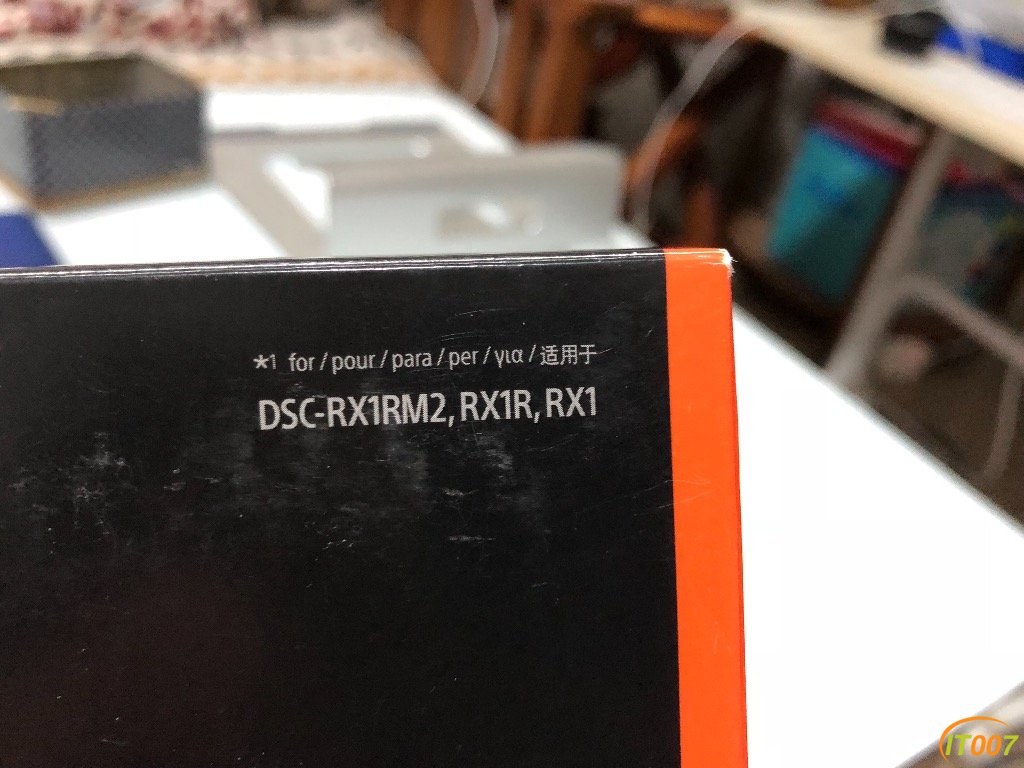 *1 for / pour / para / per / για / 适用于
DSC-RX1RM2, RX1R, RX1
IT007